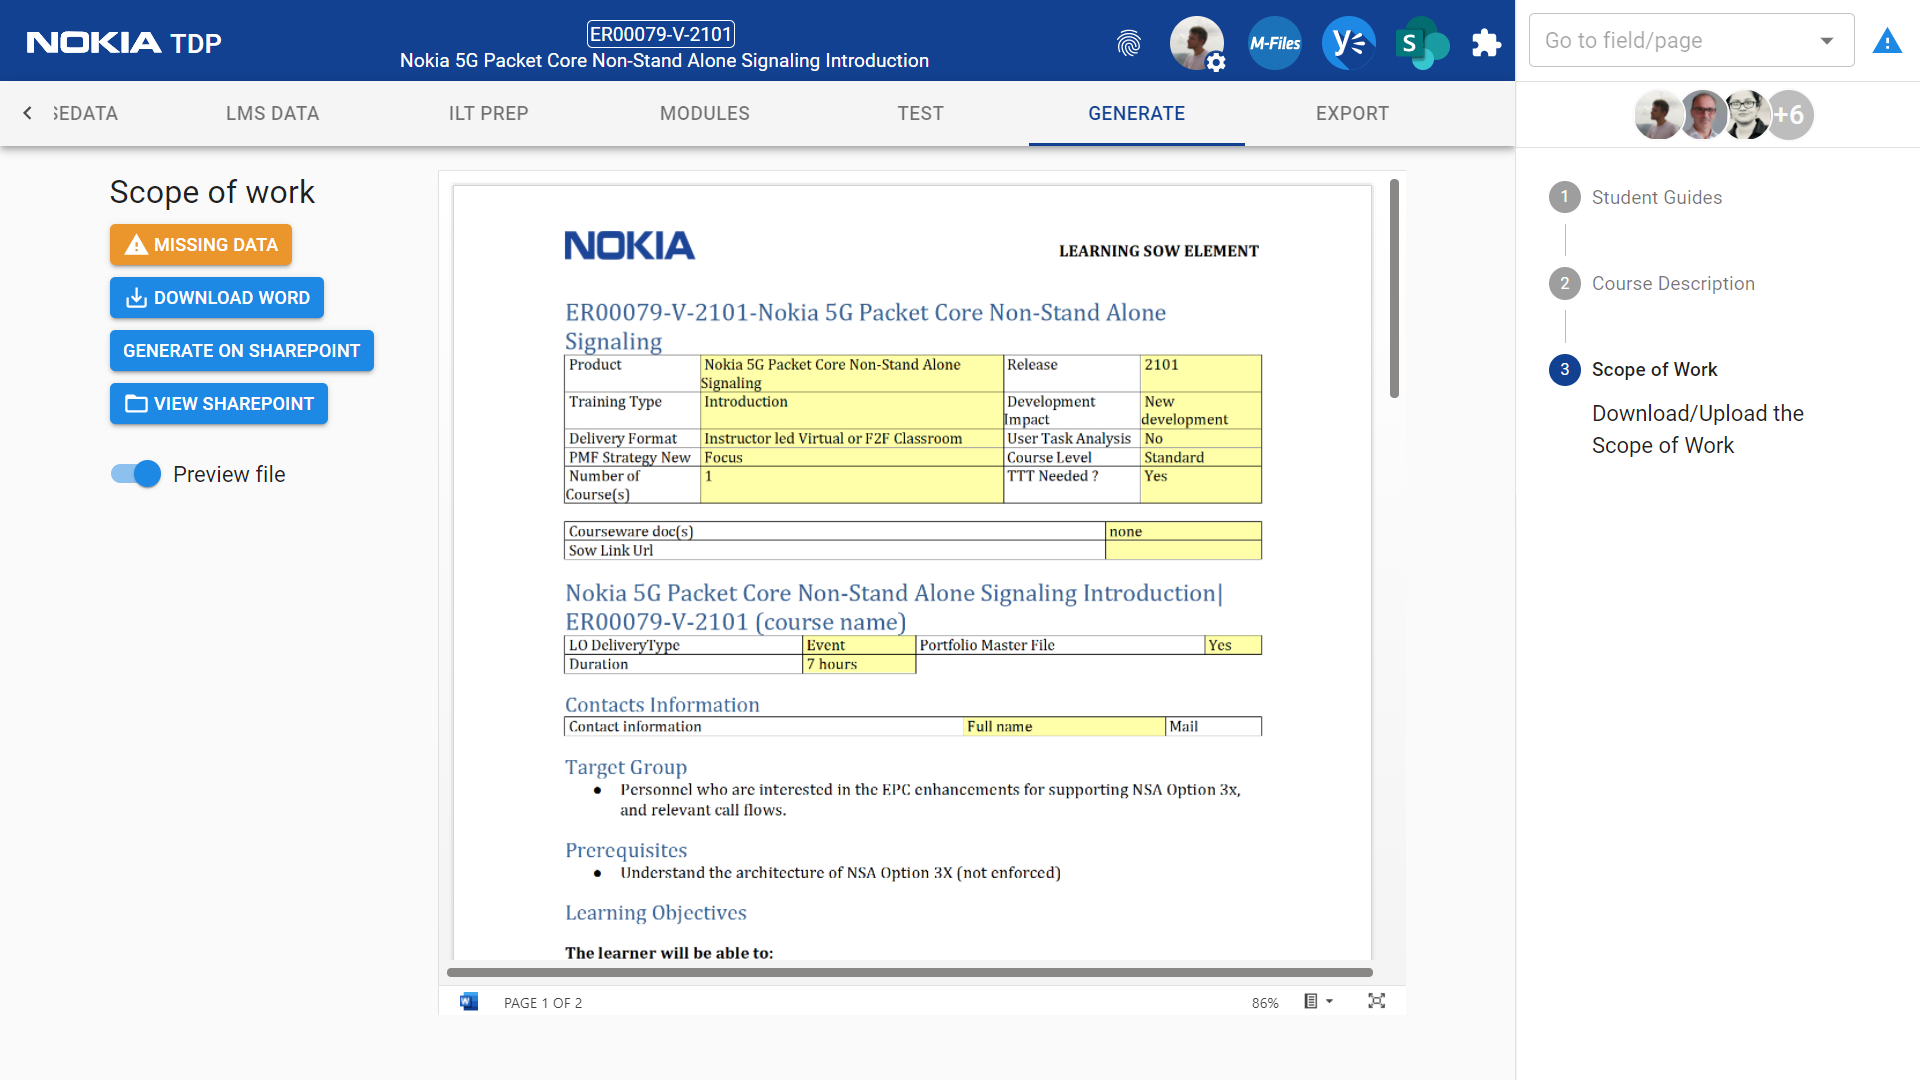 NOKIA TDP
ER00079-V-2101
Nokia 5G Packet Core Non-Stand Alone Signaling Introduction
M-Files
S
Go to field/page
EDATA
LMS DATA
ILT PREP
MODULES
TEST
GENERATE
EXPORT
+6
Scope of work
MISSING DATA
DOWNLOAD WORD
GENERATE ON SHAREPOINT
VIEW SHAREPOINT
Preview file
NOKIA
LEARNING SOW ELEMENT
ER00079-V-2101-Nokia 5G Packet Core Non-Stand Alone
Signaling
Product Nokia 5G Packet Core Non-Stand Alone Signaling Release 2101
Training Type Introduction Development Impact New development
Delivery Format Instructor led Virtual or F2F Classroom User Task Analysis No
PMF Strategy New Focus Course Level Standard
Number of Course(s) 1 TTT Needed ? Yes
Courseware doc(s) none
Sow Link Url
Nokia 5G Packet Core Non-Stand Alone Signaling Introduction|
ER00079-V-2101 (course name)
LO DeliveryType Event Portfolio Master File Yes
Duration 7 hours
Contacts Information
Contact information Full name Mail
Target Group
• Personnel who are interested in the EPC enhancements for supporting NSA Option 3x,
and relevant call flows.
Prerequisites
• Understand the architecture of NSA Option 3X (not enforced)
Learning Objectives
The learner will be able to:
PAGE 1 OF 2
86%
1 Student Guides
2 Course Description
3 Scope of Work
Download/Upload the
Scope of Work